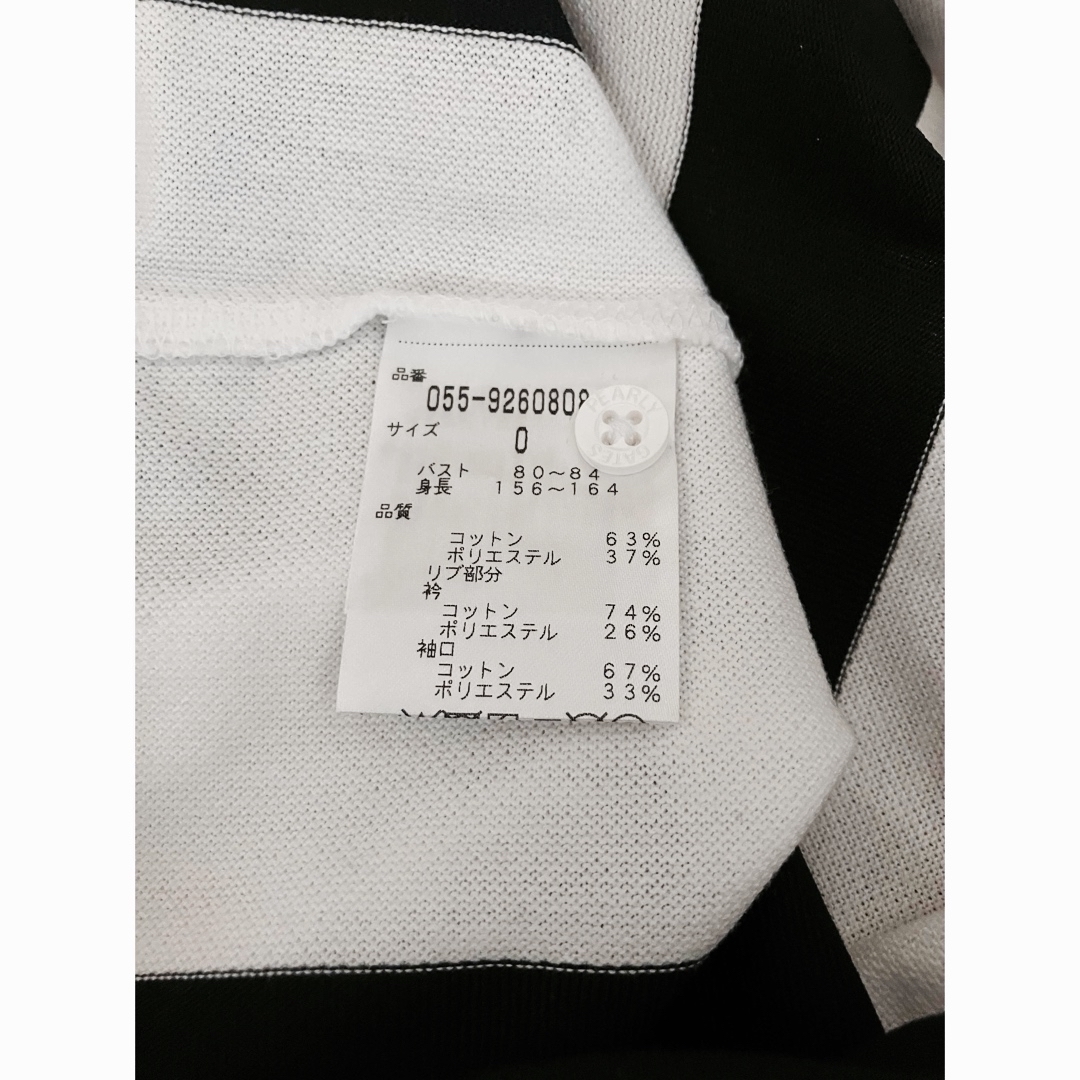 品番
055-9260808
サイズ
0
バスト 80~84
身長 156~164
品質
コットン 63%
ポリエステル 37%
リブ部分
衿
コットン 74%
ポリエステル 26%
袖口
コットン 67%
ポリエステル 33%
PEARLY
GATES